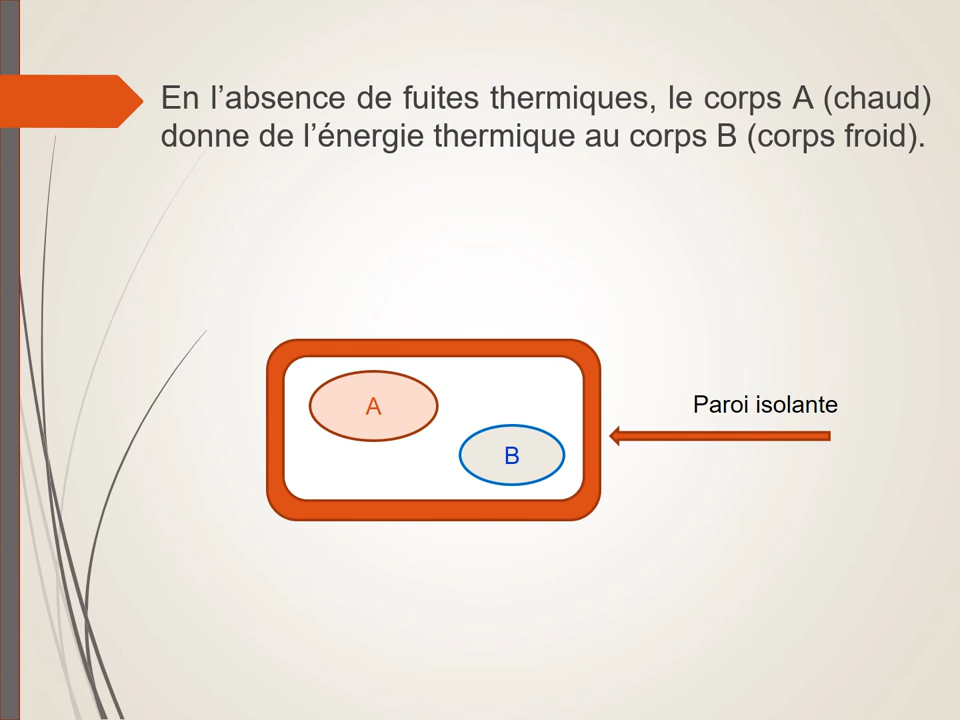 En l’absence de fuites thermiques, le corps A (chaud)
donne de l’énergie thermique au corps B (corps froid).
A
Paroi isolante
B